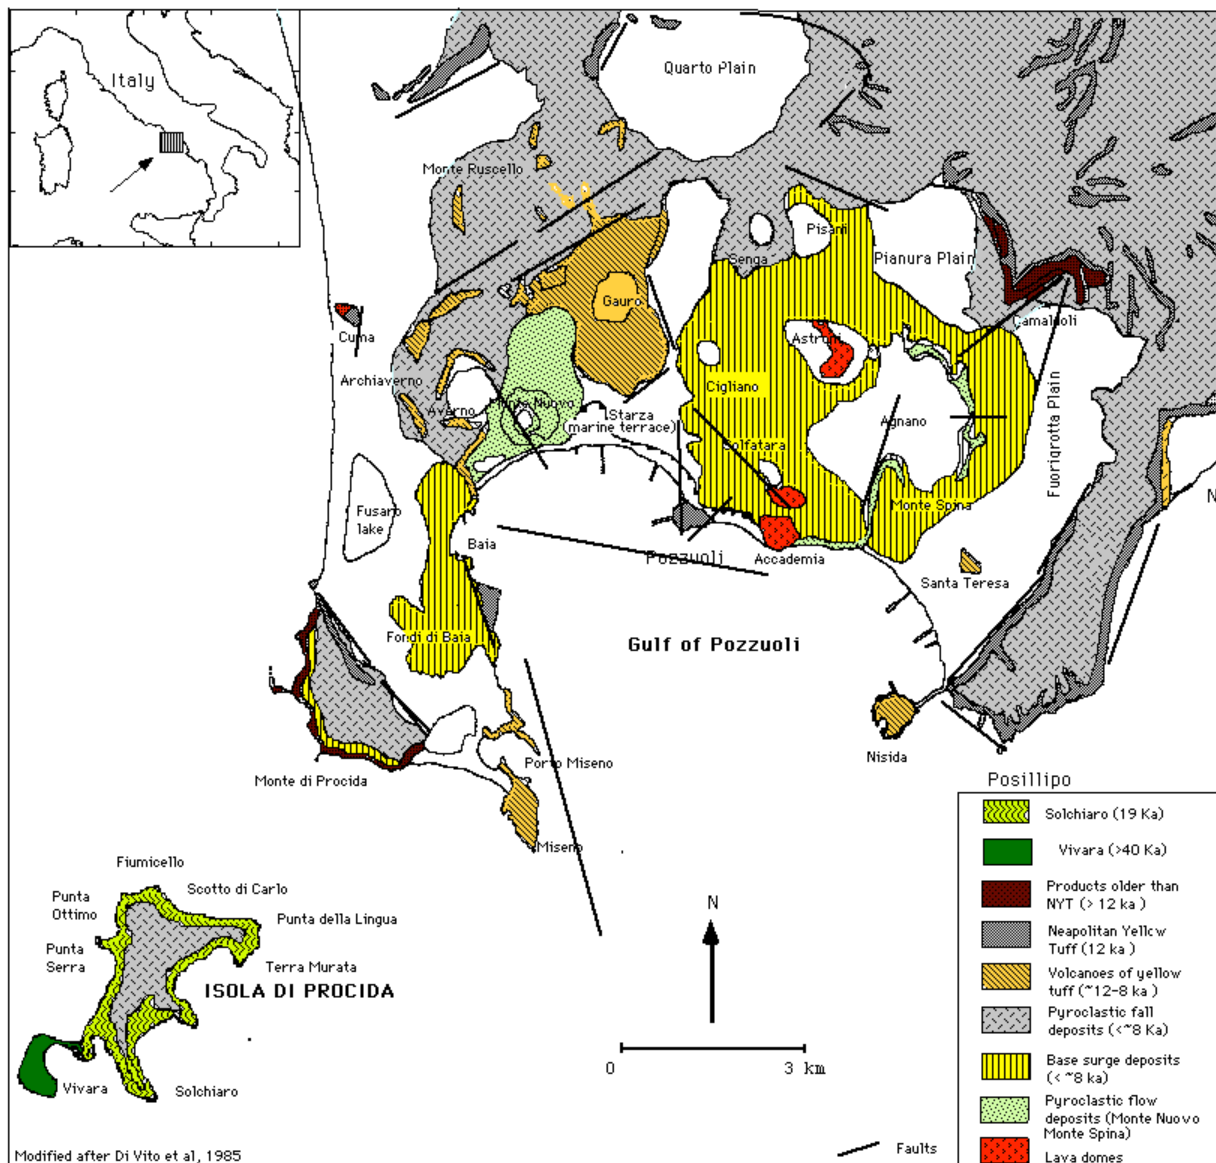 Italy
Quarto Plain
Monte Ruscello
Pisani
Senga
Pianura Plain
Gauro
Cuma
Astroni
Camaldoli
Archiaverno
Averno
Monte Nuovo
Cigliano
Starza
(marine terrace)
Solfatara
Agnano
Fuorigrotta Plain
N
Fusaro
lake
Monte Spina
Baia
Pozzuoli
Accademia
Santa Teresa
Fondi di Baia
Gulf of Pozzuoli
Porto Miseno
Nisida
Monte di Procida
Posillipo
Miseno
Solchiaro (19 Ka)
Vivara (>40 Ka)
Products older than
NYT (> 12 ka )
Neapolitan Yellow
Tuff (12 ka )
Volcanoes of yellow
tuff (~12-8 ka )
Pyroclastic fall
deposits (<~8 Ka)
Base surge deposits
(< ~8 ka)
Pyroclastic flow
deposits (Monte Nuovo
Monte Spina)
Lava domes
Faults
Fiumicello
Scotto di Carlo
Punta
Ottimo
Punta della Lingua
Punta
Serra
Terra Murata
ISOLA DI PROCIDA
Vivara
Solchiaro
N
0 3 km
Modified after Di Vito et al, 1985